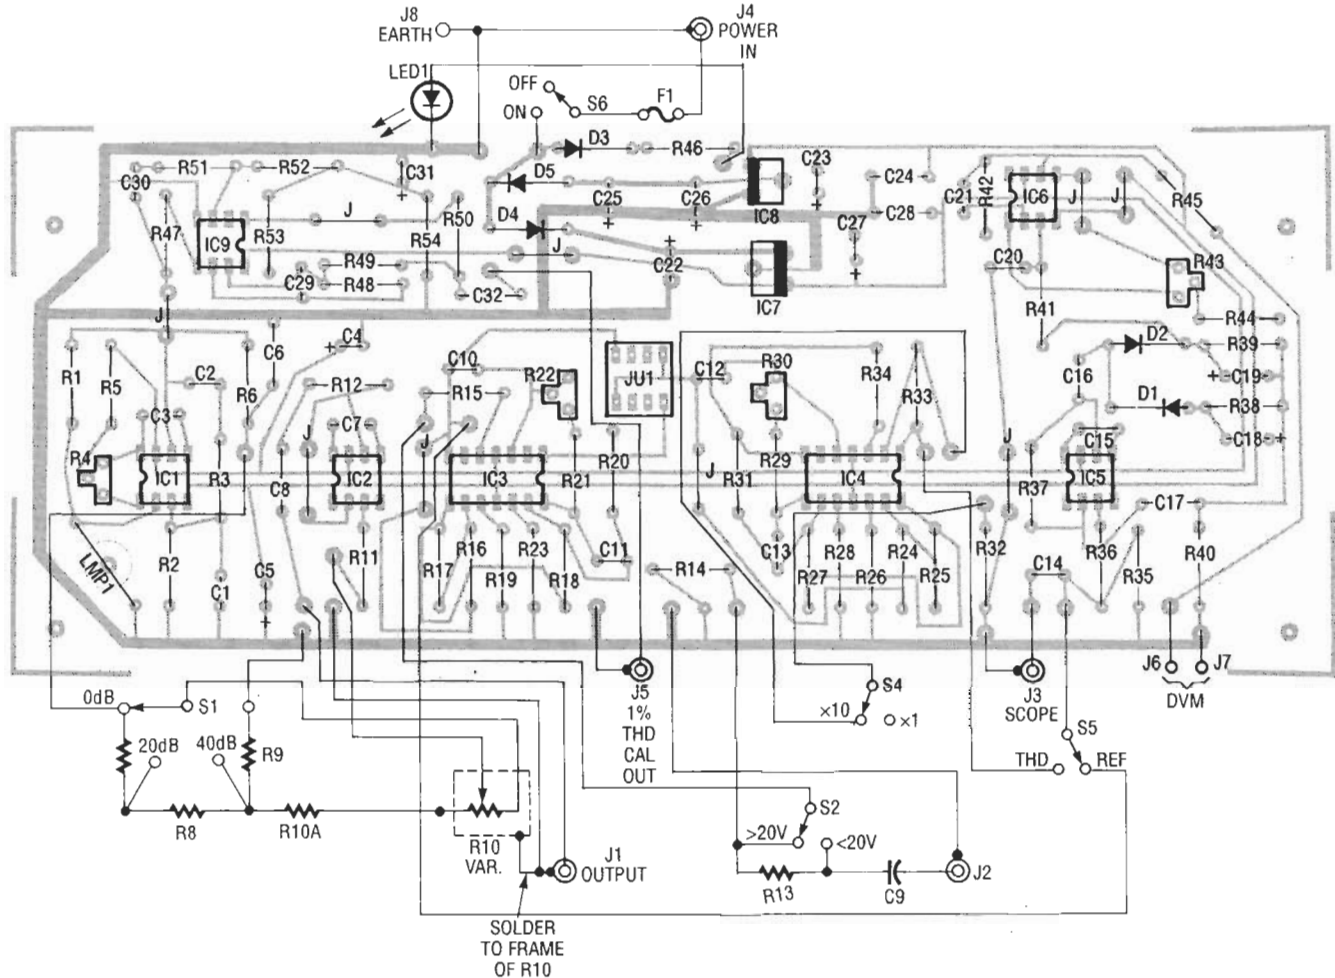 J8
EARTH
J4
POWER
IN
LED1
OFF
S6
F1
ON
D3
R46
R51
R52
C31
C30
D5
C23
C24
R42
C21
IC6
J
J
R45
R47
IC9
R53
J
R54
R50
D4
C25
C26
IC8
C27
C28
R49
C29
R48
C32
J
C22
IC7
C20
R41
R43
J
R44
R1
R5
C2
R6
C6
C4
R12
C10
R15
R22
JU1
C12
R30
R34
R33
C16
D2
R39
C19
D1
R38
C18
C3
R4
IC1
R3
J
C7
C8
IC2
J
IC3
R21
R20
J
R31
R29
IC4
J
R37
C15
IC5
C17
LMP1
R2
C1
C5
R11
R17
R16
R19
R23
R18
C11
R14
C13
R27
R28
R26
R24
R25
R32
C14
R36
R35
R40
J5
1%
THD
CAL
OUT
S4
×10
×1
J3
SCOPE
J6
J7
DVM
0dB
S1
20dB
40dB
R9
S5
THD
REF
R8
R10A
R10
VAR.
J1
OUTPUT
S2
>20V
<20V
R13
C9
J2
SOLDER
TO FRAME
OF R10